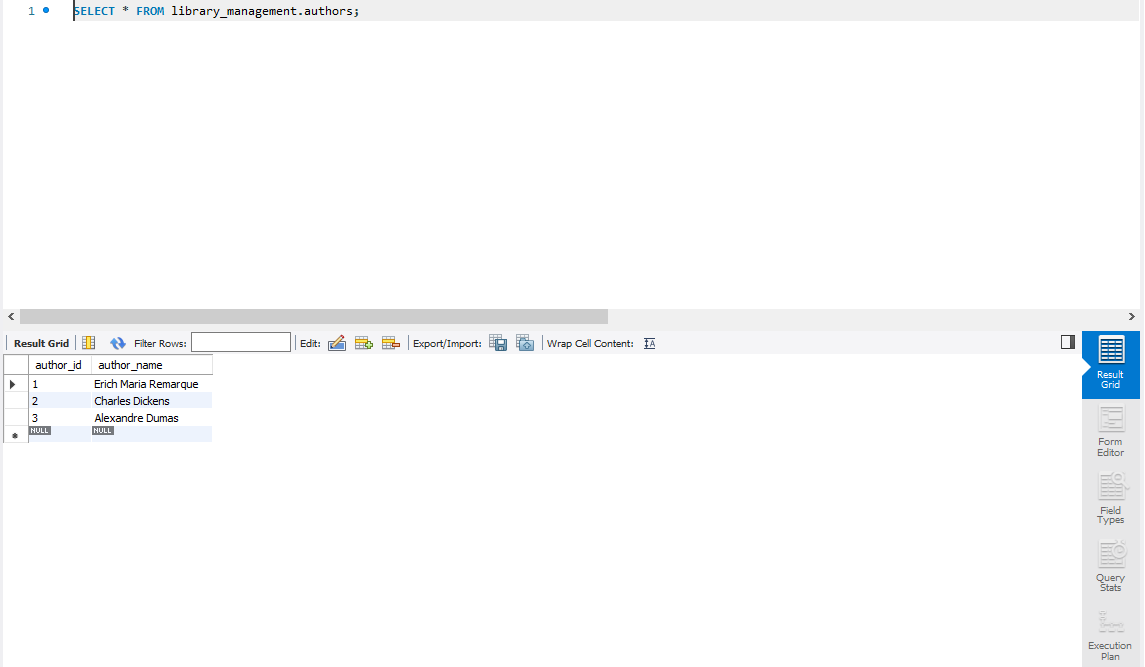 1 SELECT * FROM library_management.authors;
Result Grid Filter Rows: Edit: Export/Import: Wrap Cell Content: IA
author_id author_name
1 Erich Maria Remarque
2 Charles Dickens
3 Alexandre Dumas
NULL NULL
Result
Grid
Form
Editor
Field
Types
Query
Stats
Execution
Plan